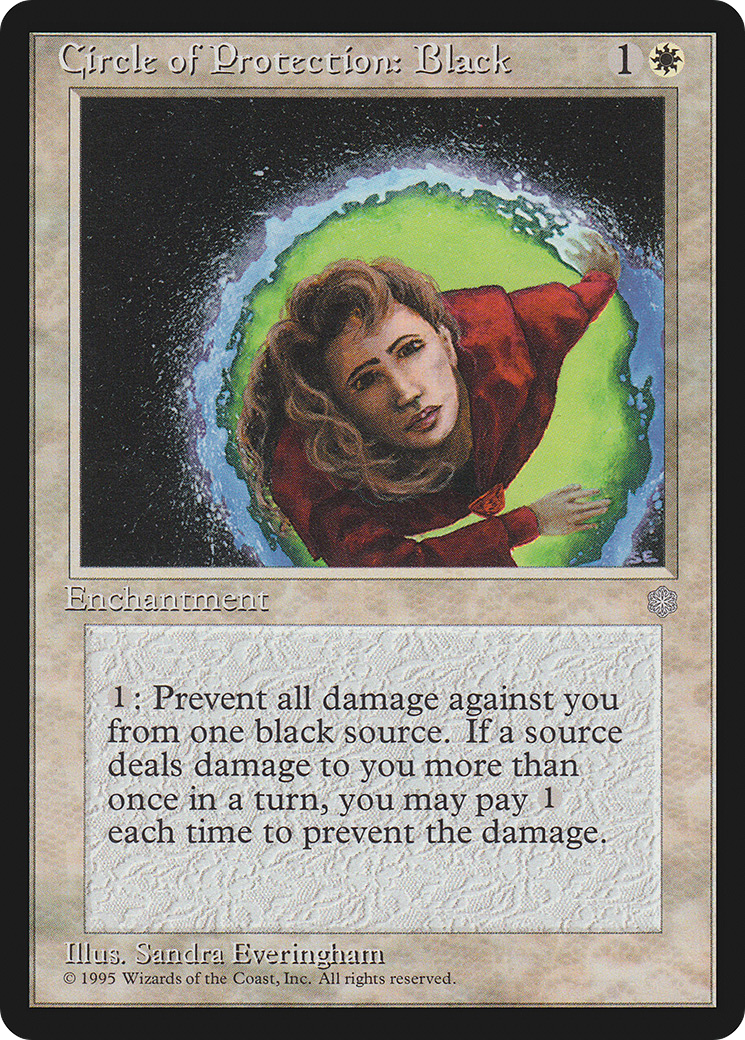 Circle of Protection: Black 1
SE
Enchantment
1: Prevent all damage against you
from one black source. If a source
deals damage to you more than
once in a turn, you may pay 1
each time to prevent the damage.
Illus. Sandra Everingham
© 1995 Wizards of the Coast, Inc. All rights reserved.